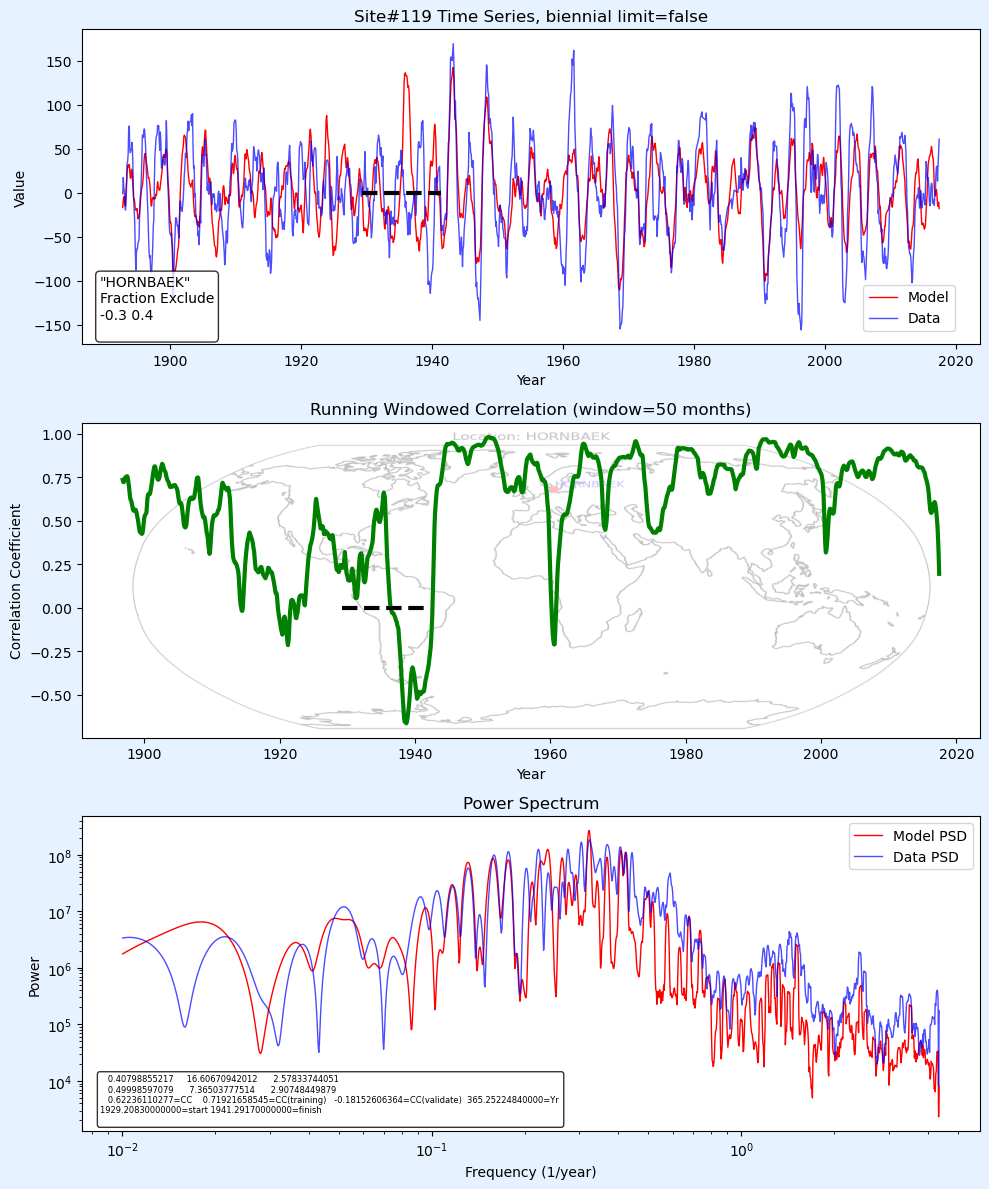 Site#119 Time Series, biennial limit=false
Value
150
100
50
0
−50
−100
−150
"HORNBAEK"
Fraction Exclude
-0.3 0.4
Model
Data
1900
1920
1940
1960
1980
2000
2020
Year
Running Windowed Correlation (window=50 months)
Location: HORNBAEK
HORNBAEK
Correlation Coefficient
1.00
0.75
0.50
0.25
0.00
−0.25
−0.50
1900
1920
1940
1960
1980
2000
2020
Year
Power Spectrum
Model PSD
Data PSD
Power
10^8
10^7
10^6
10^5
10^4
0.40798855217 16.60670942012 2.57833744051
0.49998597079 7.36503777514 2.90748449879
0.62236110277=CC 0.71921658545=CC(training) -0.18152606364=CC(validate) 365.25224840000=Yr
1929.20830000000=start 1941.29170000000=finish
10^−2
10^−1
10^0
Frequency (1/year)